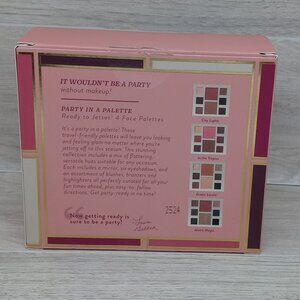 IT WOULDN'T BE A PARTY
without makeup!
PARTY IN A PALETTE
Ready to Jetset 4 Face Palettes
It's a party in a palette! These
travel-friendly palettes will leave you looking
and feeling glam no matter where you're
jetting off to this season. This stunning
collection includes a mix of flattering,
versatile hues suitable for any occasion.
Each includes a mirror, six eyeshadows, and
an assortment of blushes, bronzers and
highlighters all perfectly curated for all your
fun times ahead, plus easy-to-follow
directions. Get party-ready in no time!
Now getting ready is
sure to be a party!
City Lights
In the Tropics
2524